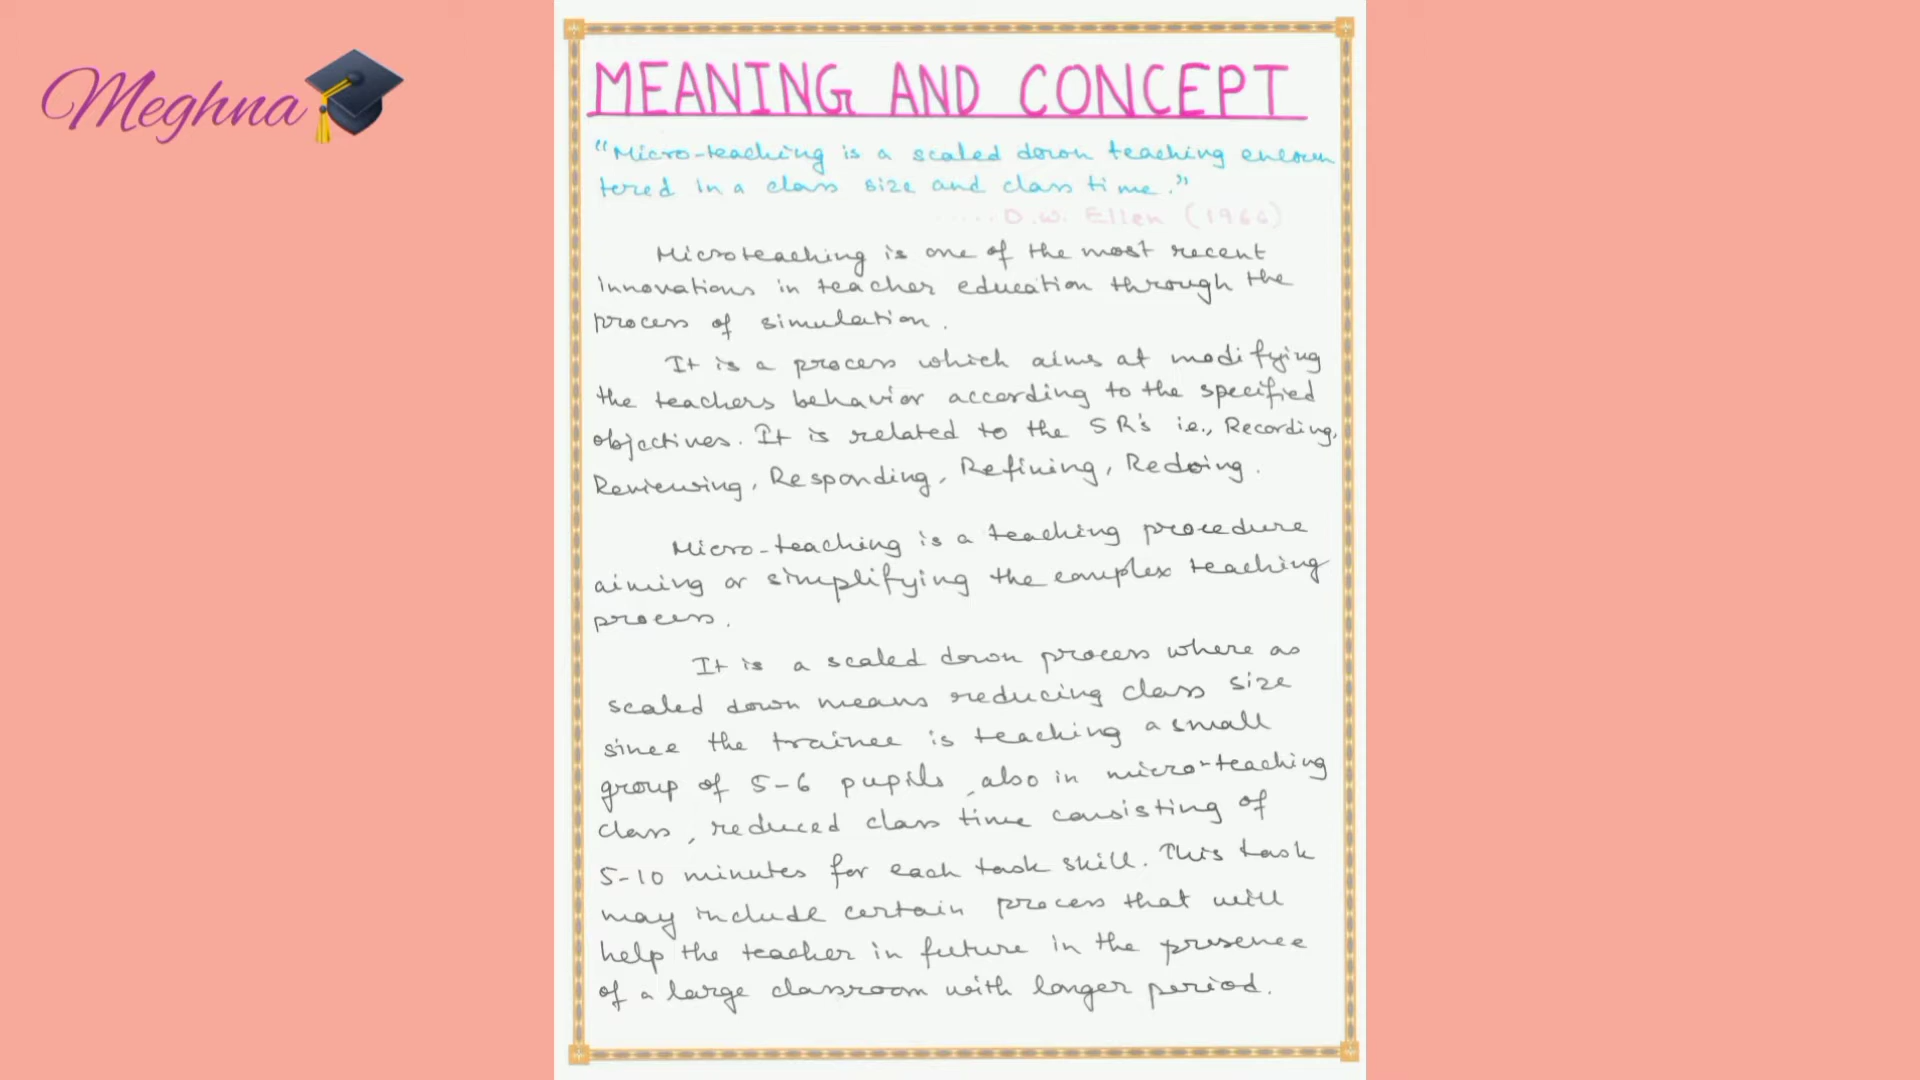 Meghna
MEANING AND CONCEPT
"Micro-teaching is a scaled down teaching encoun
tered in a class size and class time."
..... D.W. Ellen (1966)
Microteaching is one of the most recent
innovations in teacher education through the
process of simulation.
It is a process which aims at modifying
the teachers behavior according to the specified
objectives. It is related to the 5R's i.e., Recording,
Reviewing, Responding, Refining, Redoing.
Micro-teaching is a teaching procedure
aiming or simplifying the complex teaching
process.
It is a scaled down process where as
scaled down means reducing class size
since the trainee is teaching a small
group of 5-6 pupils, also in micro-teaching
class, reduced class time consisting of
5-10 minutes for each task skill. This task
may include certain process that will
help the teacher in future in the presence
of a large classroom with longer period.